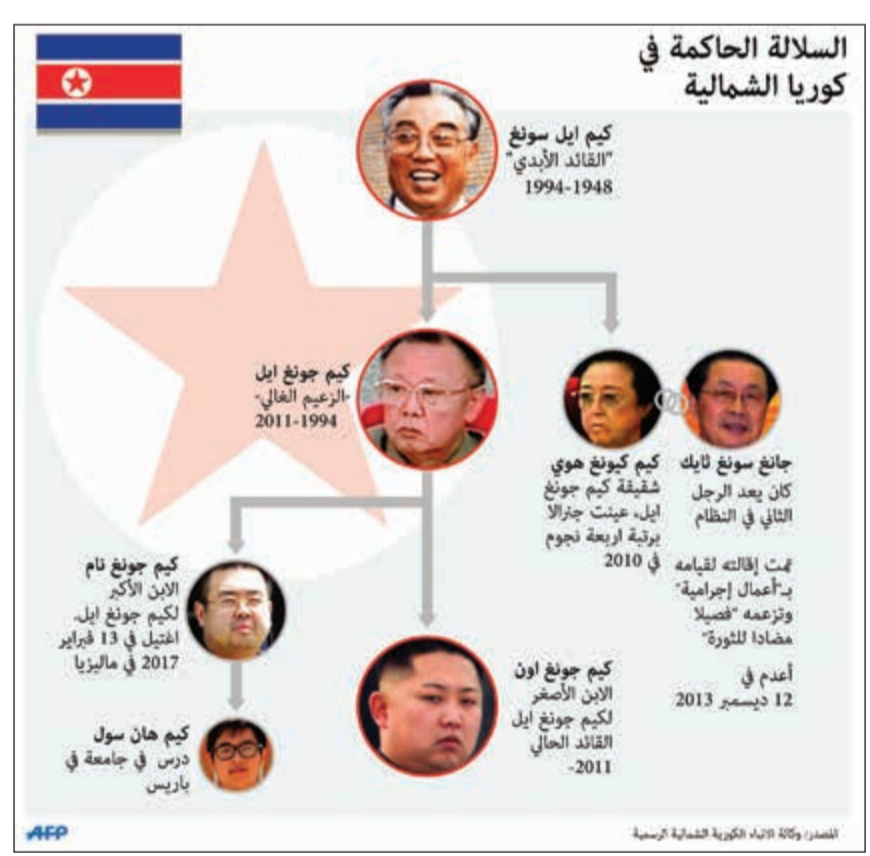 السلالة الحاكمة في
كوريا الشمالية
كيم ايل سونغ
"القائد الأبدي"
1994-1948
كيم جونغ ايل
-الزعيم الغالي-
2011-1994
جانغ سونغ ثايك
كان يعد الرجل
الثاني في النظام
تمت إقالته لقيامه
بـ"أعمال إجرامية"
وتزعمه "فصيلا
مضادا للثورة"
أعدم في
12 ديسمبر 2013
كيم كيونغ هوي
شقيقة كيم جونغ
ايل، عينت جنرالا
برتبة اربعة نجوم
في 2010
كيم جونغ نام
الابن الأكبر
لكيم جونغ ايل.
اغتيل في 13 فبراير
2017 في ماليزيا
كيم جونغ اون
الابن الأصغر
لكيم جونغ ايل
القائد الحالي
2011-
كيم هان سول
درس في جامعة في
باريس
المصدر: وكالة الانباء الكورية الشمالية الرسمية
AFP